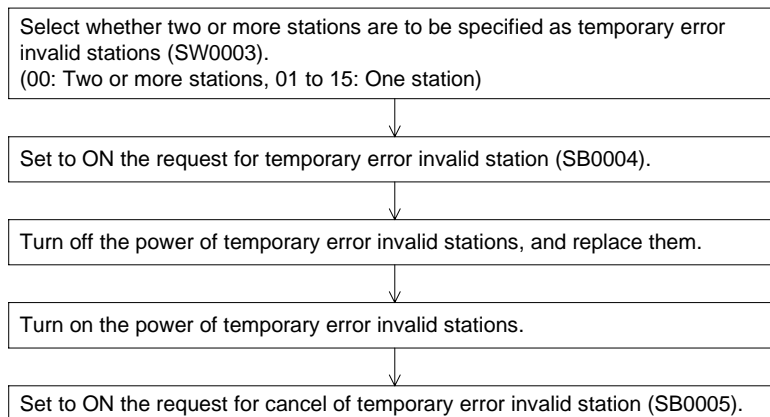 Select whether two or more stations are to be specified as temporary error
invalid stations (SW0003).
(00: Two or more stations, 01 to 15: One station)
Set to ON the request for temporary error invalid station (SB0004).
Turn off the power of temporary error invalid stations, and replace them.
Turn on the power of temporary error invalid stations.
Set to ON the request for cancel of temporary error invalid station (SB0005).